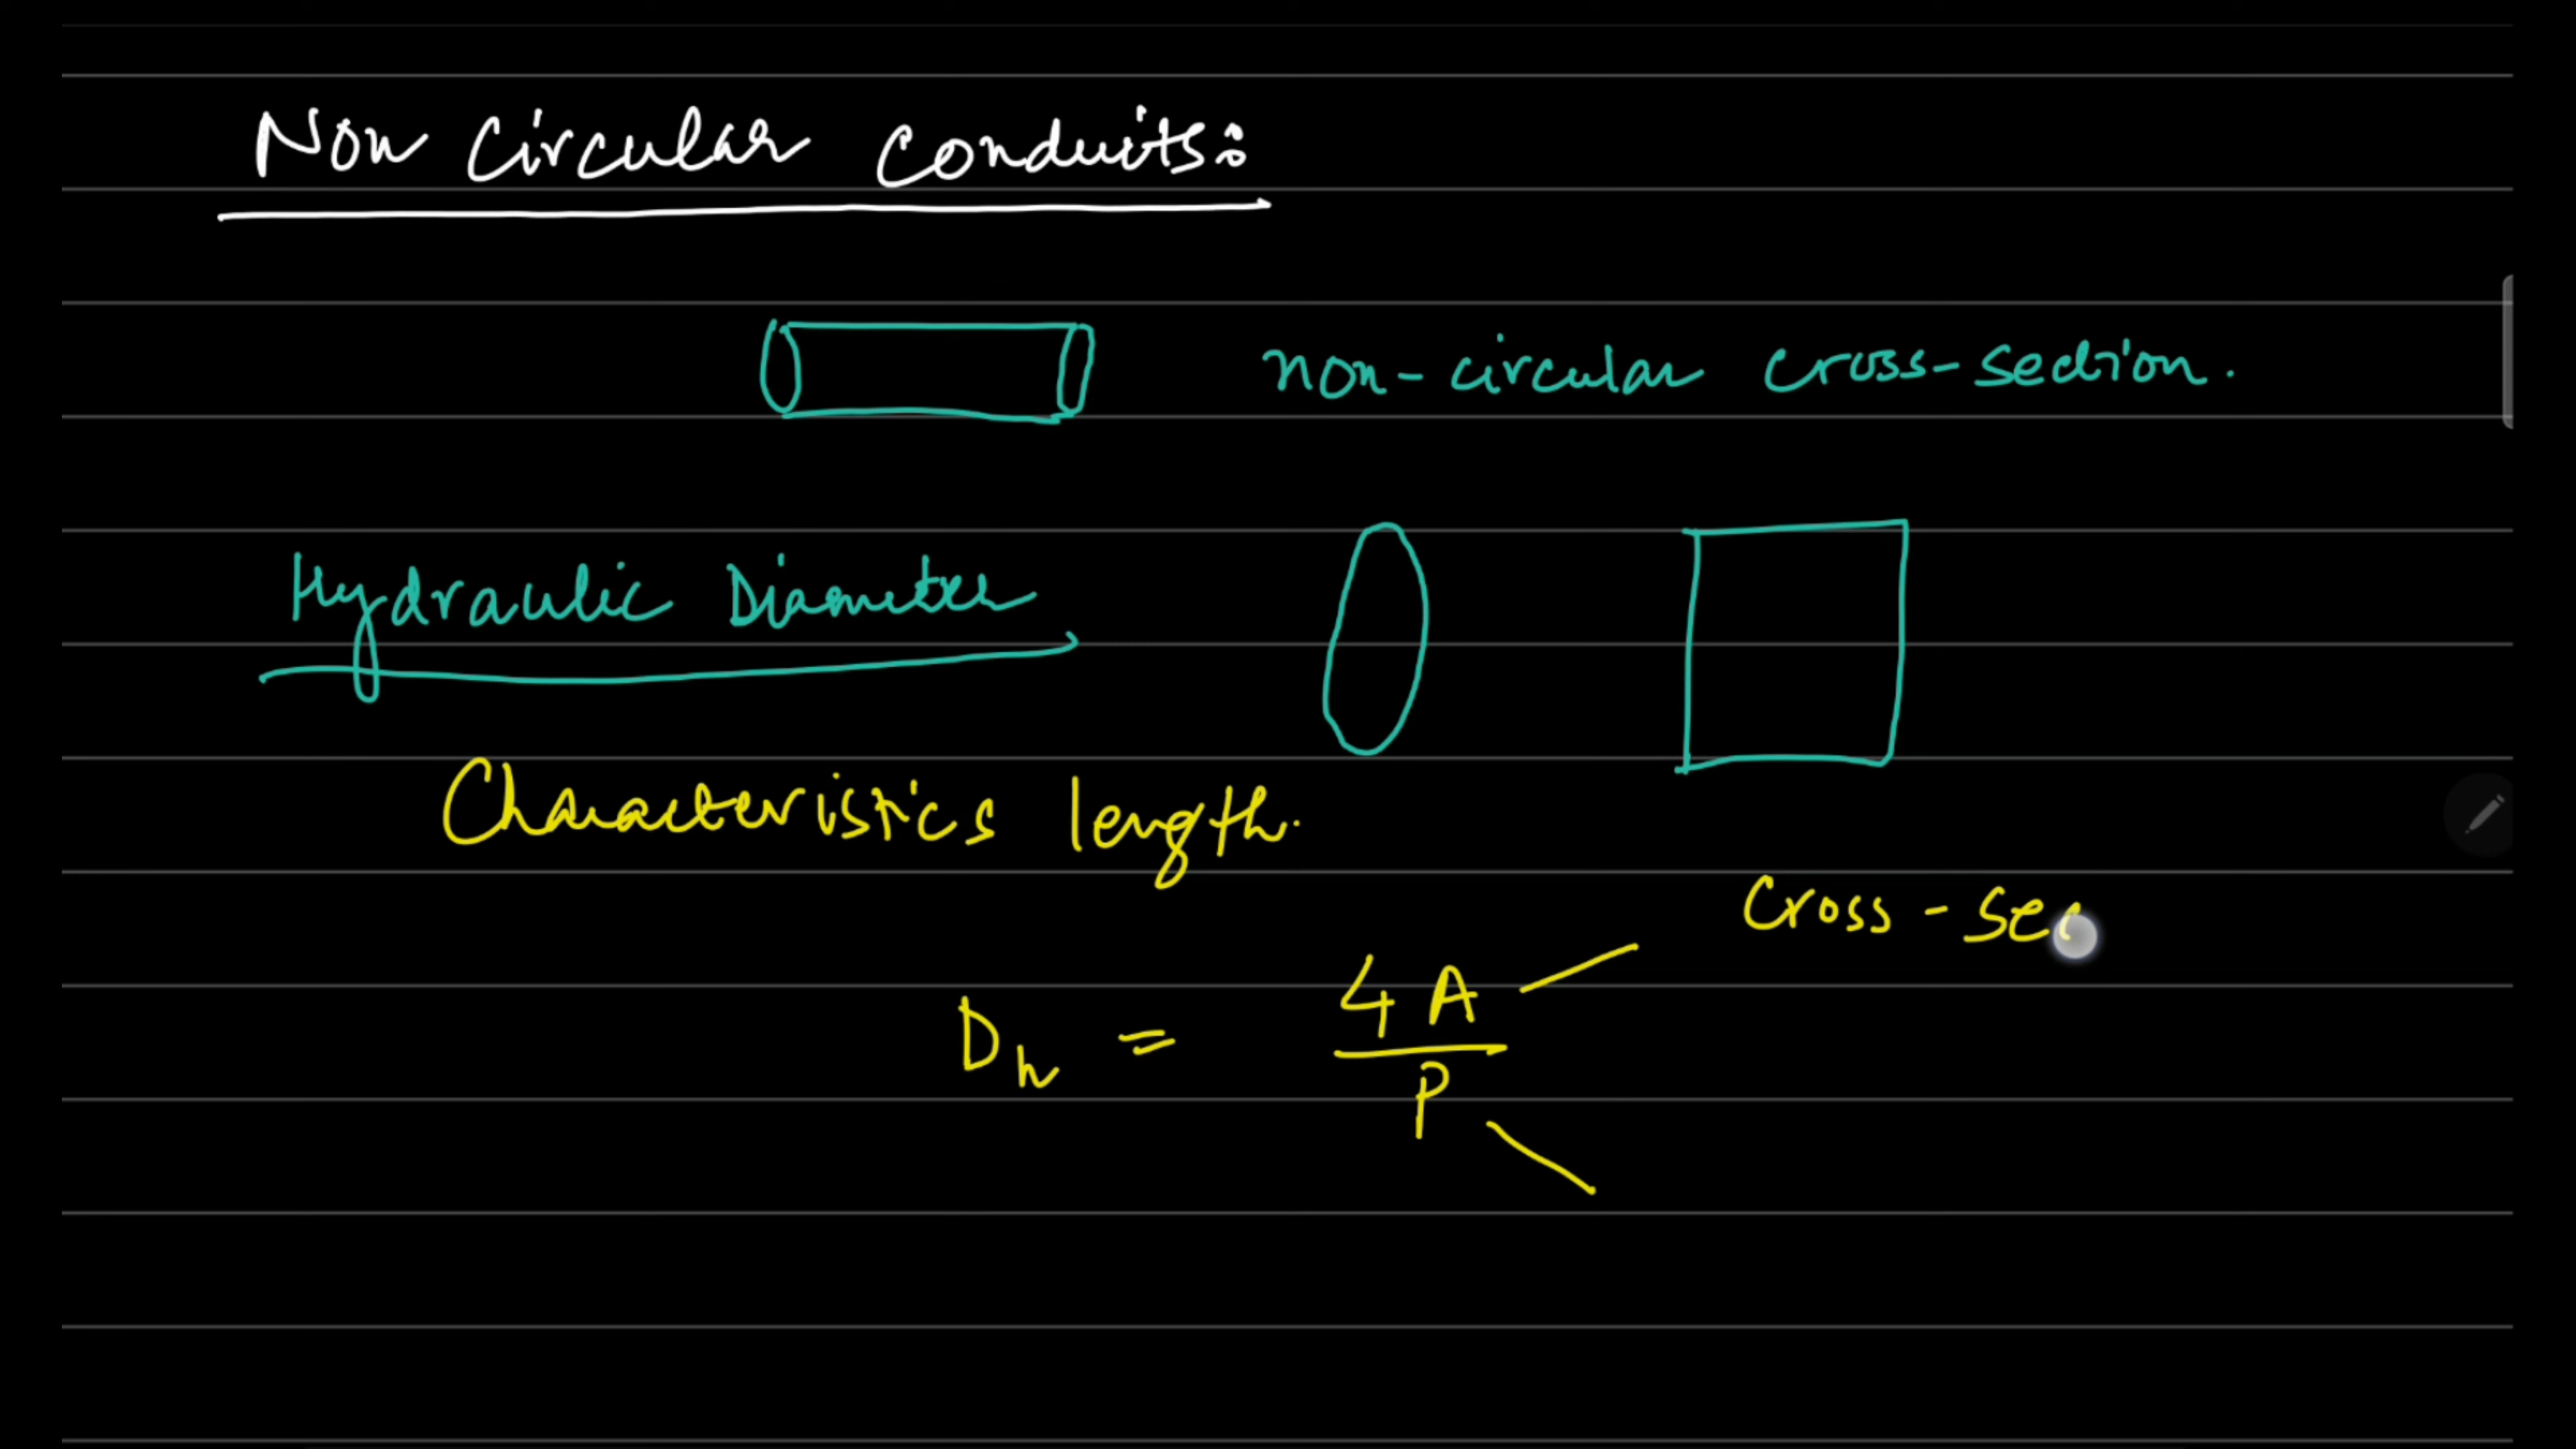 Non Circular Conduits:
non-circular cross-section.
Hydraulic Diameter
Characteristics length.
Cross-sec
Dh = 4A
P